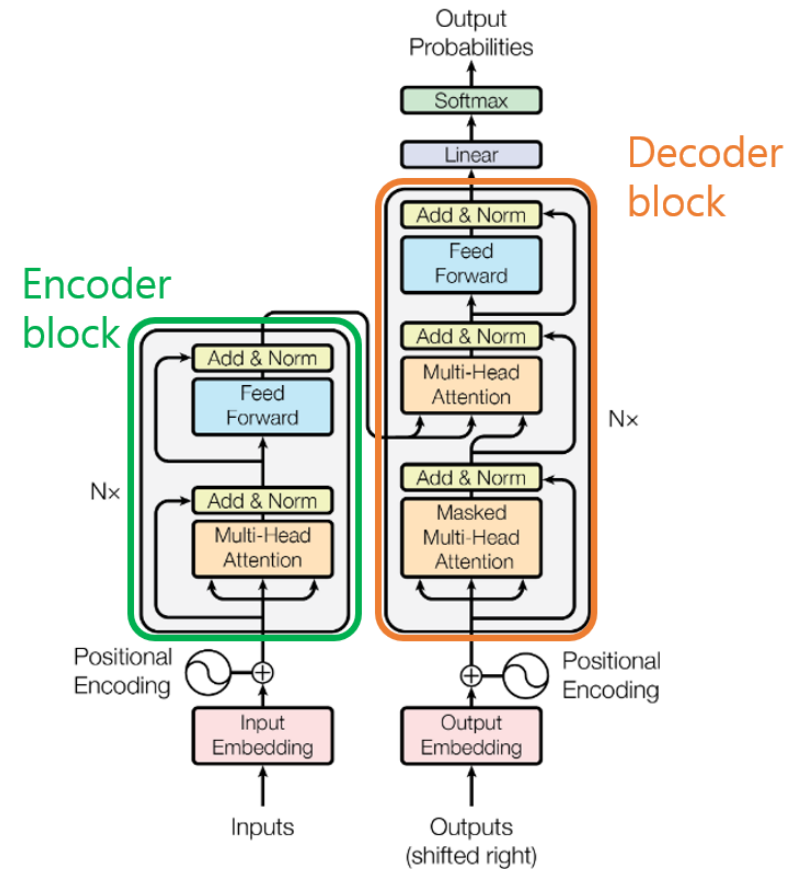 Output
Probabilities
Softmax
Linear
Decoder
block
Add & Norm
Feed
Forward
Add & Norm
Multi-Head
Attention
Nx
Add & Norm
Masked
Multi-Head
Attention
Encoder
block
Add & Norm
Feed
Forward
Nx
Add & Norm
Multi-Head
Attention
Positional
Encoding
Positional
Encoding
Input
Embedding
Output
Embedding
Inputs
Outputs
(shifted right)